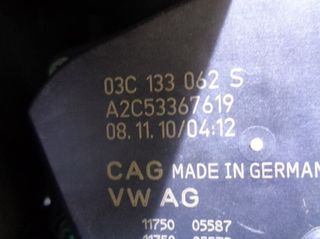 03C 133 062 S
A2C53367619
08.11.10/04:12
CAG MADE IN GERMAN
VW AG
11750 05587